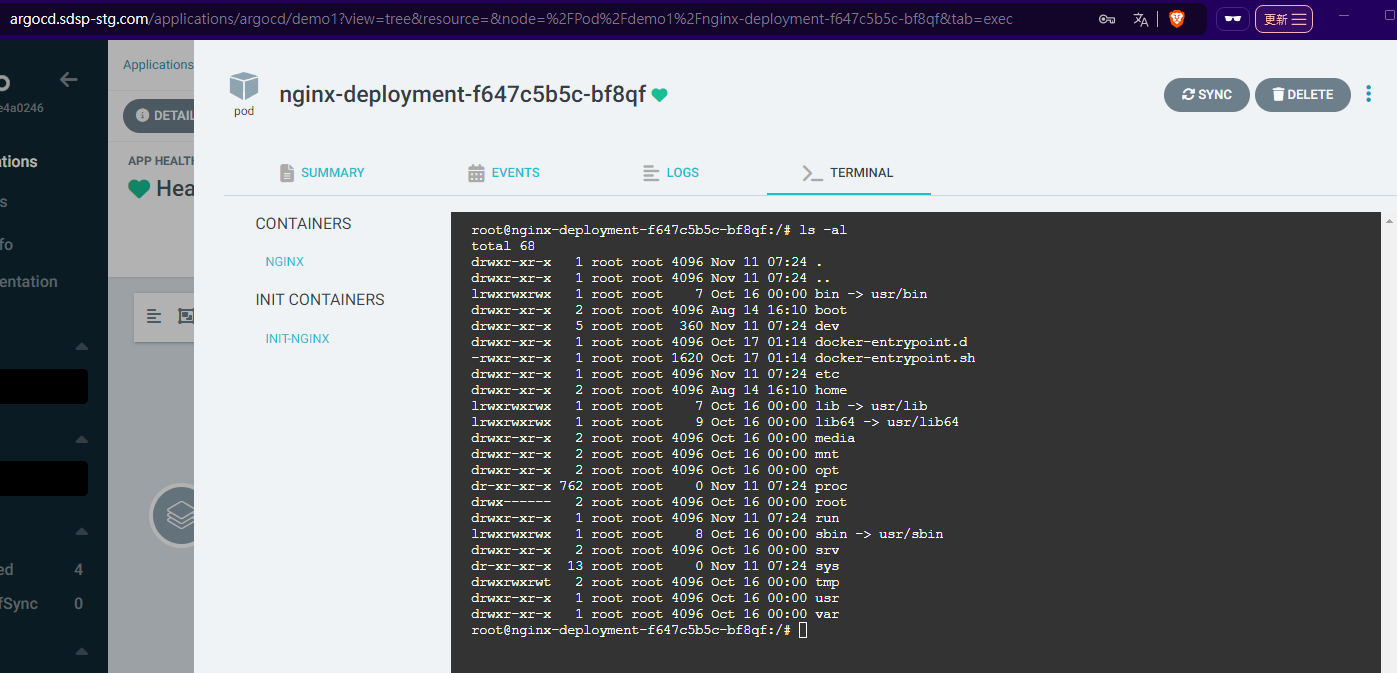 argocd.sdsp-stg.com/applications/argocd/demo1?view=tree&resource=&node=%2FPod%2Fdemo1%2Fnginx-deployment-f647c5b5c-bf8qf&tab=exec
更新
e4a0246
Applications
DETAIL
APP HEALTH
Hea
entation
4
0
pod
nginx-deployment-f647c5b5c-bf8qf
SYNC
DELETE
SUMMARY
EVENTS
LOGS
TERMINAL
CONTAINERS
NGINX
INIT CONTAINERS
INIT-NGINX
root@nginx-deployment-f647c5b5c-bf8qf:/# ls -al
total 68
drwxr-xr-x   1 root root 4096 Nov 11 07:24 .
drwxr-xr-x   1 root root 4096 Nov 11 07:24 ..
lrwxrwxrwx   1 root root    7 Oct 16 00:00 bin -> usr/bin
drwxr-xr-x   2 root root 4096 Aug 14 16:10 boot
drwxr-xr-x   5 root root  360 Nov 11 07:24 dev
drwxr-xr-x   1 root root 4096 Oct 17 01:14 docker-entrypoint.d
-rwxr-xr-x   1 root root 1620 Oct 17 01:14 docker-entrypoint.sh
drwxr-xr-x   1 root root 4096 Nov 11 07:24 etc
drwxr-xr-x   2 root root 4096 Aug 14 16:10 home
lrwxrwxrwx   1 root root    7 Oct 16 00:00 lib -> usr/lib
lrwxrwxrwx   1 root root    9 Oct 16 00:00 lib64 -> usr/lib64
drwxr-xr-x   2 root root 4096 Oct 16 00:00 media
drwxr-xr-x   2 root root 4096 Oct 16 00:00 mnt
drwxr-xr-x   2 root root 4096 Oct 16 00:00 opt
dr-xr-xr-x 762 root root    0 Nov 11 07:24 proc
drwx------   2 root root 4096 Oct 16 00:00 root
drwxr-xr-x   1 root root 4096 Nov 11 07:24 run
lrwxrwxrwx   1 root root    8 Oct 16 00:00 sbin -> usr/sbin
drwxr-xr-x   2 root root 4096 Oct 16 00:00 srv
dr-xr-xr-x  13 root root    0 Nov 11 07:24 sys
drwxrwxrwt   2 root root 4096 Oct 16 00:00 tmp
drwxr-xr-x   1 root root 4096 Oct 16 00:00 usr
drwxr-xr-x   1 root root 4096 Oct 16 00:00 var
root@nginx-deployment-f647c5b5c-bf8qf:/#